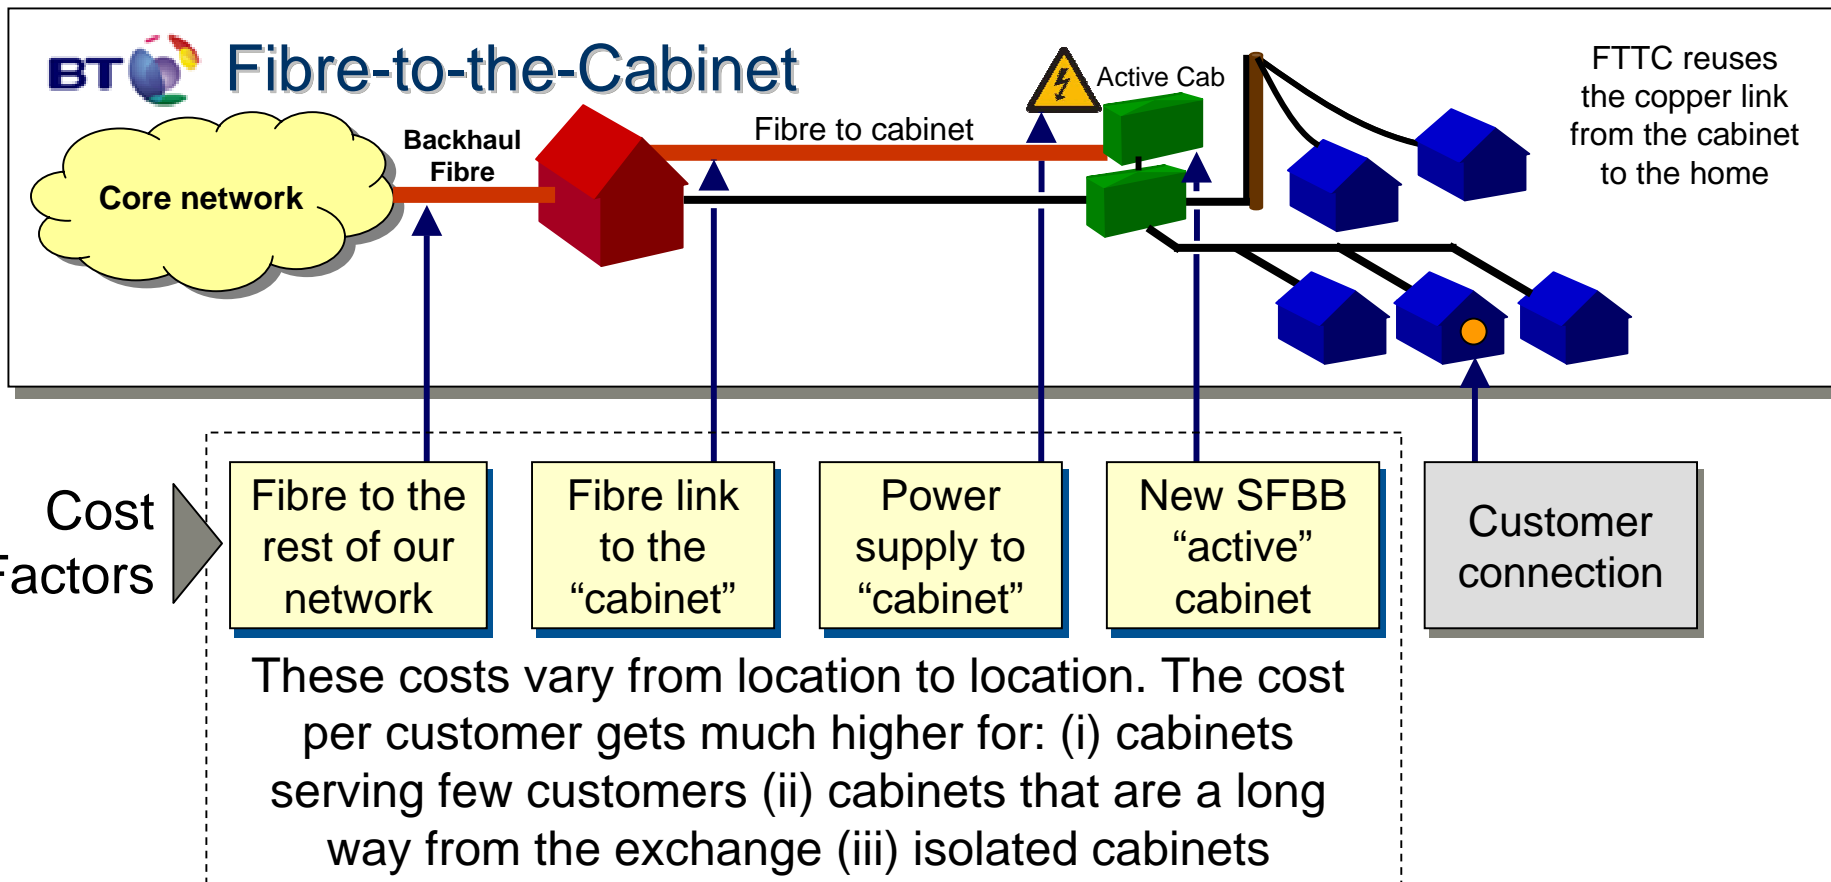 BT Fibre-to-the-Cabinet
Active Cab
FTTC reuses
the copper link
from the cabinet
to the home
Backhaul
Fibre
Fibre to cabinet
Core network
Cost
Factors
Fibre to the
rest of our
network
Fibre link
to the
“cabinet”
Power
supply to
“cabinet”
New SFBB
“active”
cabinet
Customer
connection
These costs vary from location to location. The cost
per customer gets much higher for: (i) cabinets
serving few customers (ii) cabinets that are a long
way from the exchange (iii) isolated cabinets